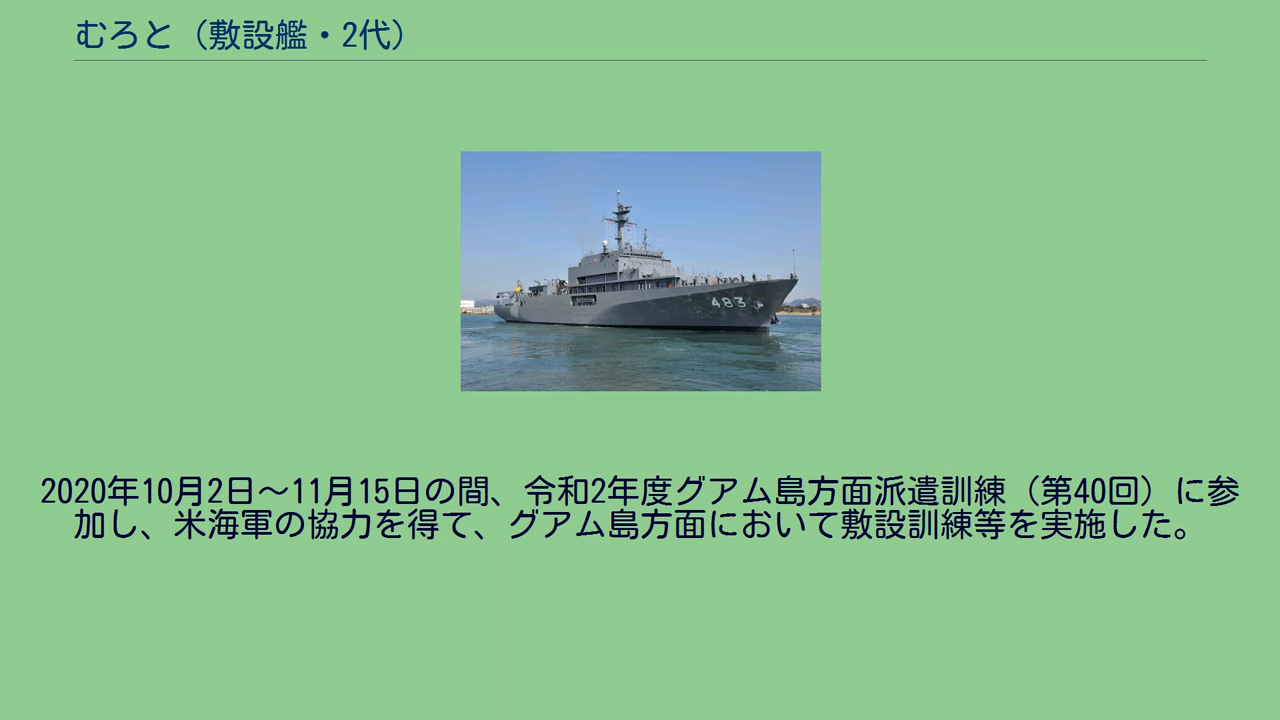 むろと（敷設艦・2代）
483
2020年10月2日～11月15日の間、令和2年度グアム島方面派遣訓練（第40回）に参
加し、米海軍の協力を得て、グアム島方面において敷設訓練等を実施した。